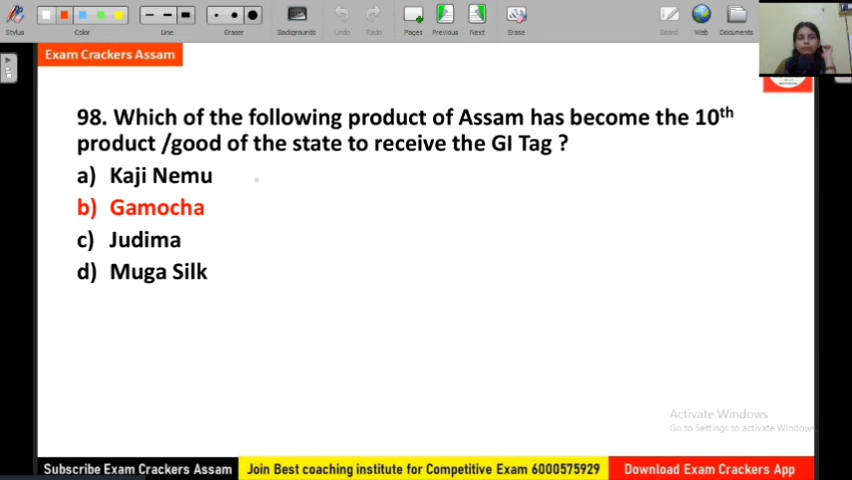 Stylus
Color
Line
Eraser
Backgrounds
Undo
Redo
Pages
Previous
Next
Erase
Board
Web
Documents
Exam Crackers Assam
98. Which of the following product of Assam has become the 10th
product /good of the state to receive the GI Tag ?
a) Kaji Nemu
b) Gamocha
c) Judima
d) Muga Silk
Activate Windows
Go to Settings to activate Windows
Subscribe Exam Crackers Assam
Join Best coaching institute for Competitive Exam 6000575929
Download Exam Crackers App